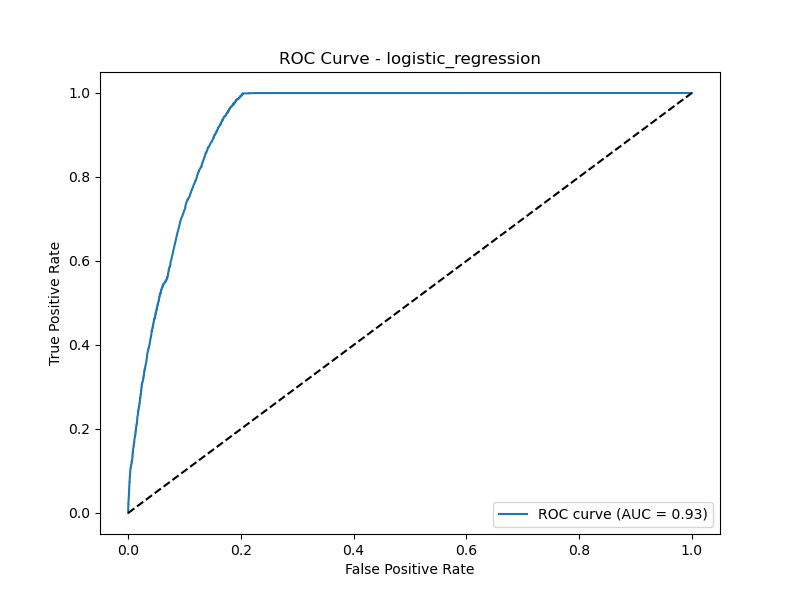 ROC Curve - logistic_regression
True Positive Rate
1.0
0.8
0.6
0.4
0.2
0.0
0.0 0.2 0.4 0.6 0.8 1.0
False Positive Rate
ROC curve (AUC = 0.93)